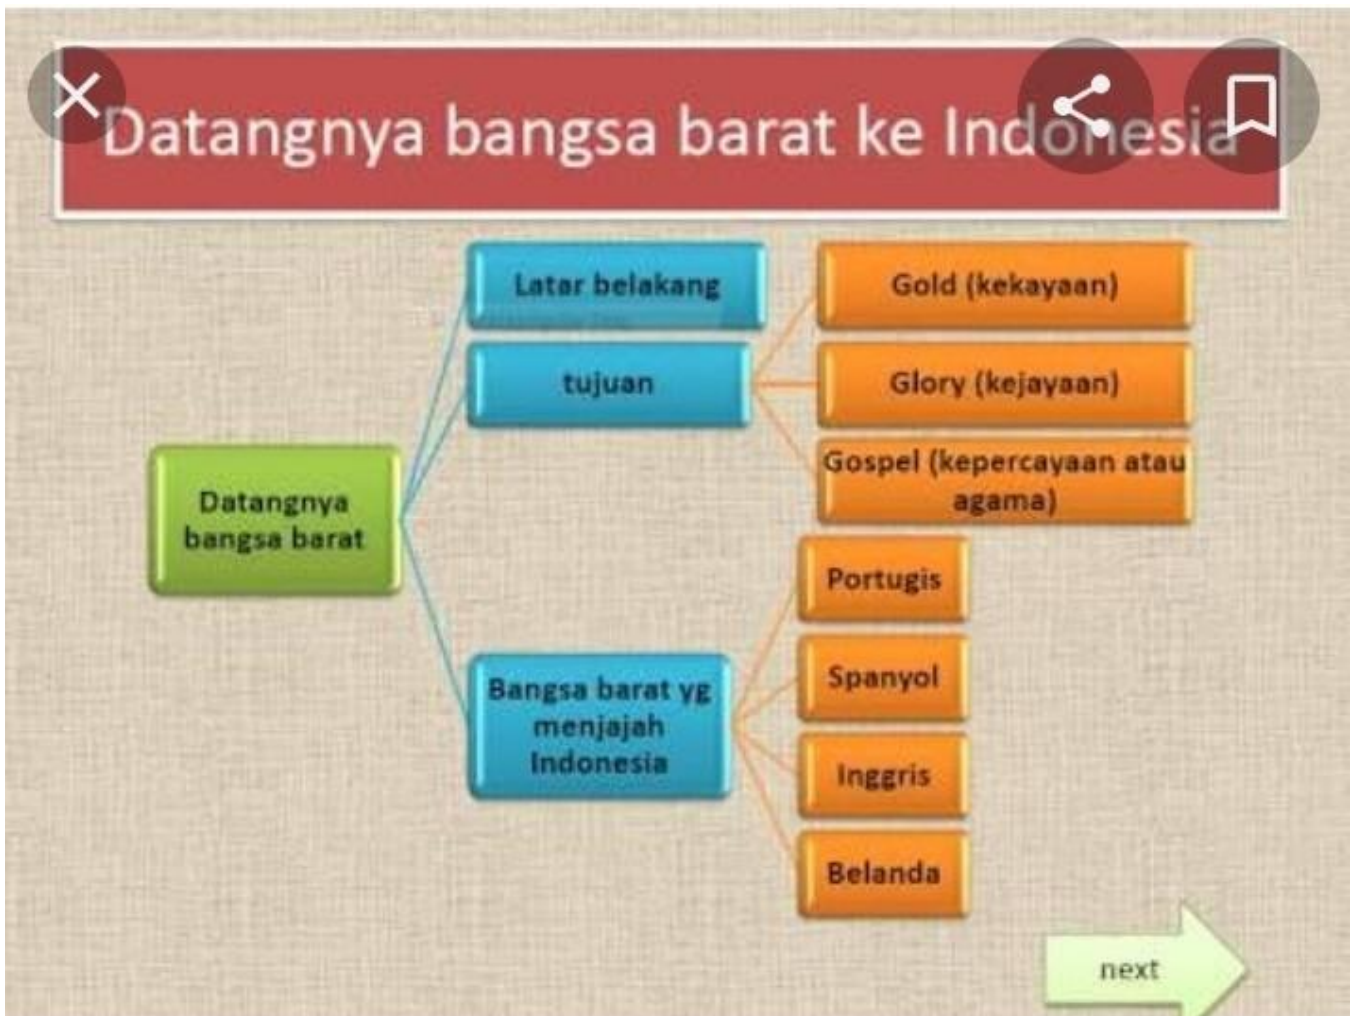 Datangnya bangsa barat ke Indonesia
Latar belakang
Gold (kekayaan)
tujuan
Glory (kejayaan)
Gospel (kepercayaan atau
agama)
Datangnya
bangsa barat
Portugis
Spanyol
Bangsa barat yg
menjajah
Indonesia
Inggris
Belanda
next